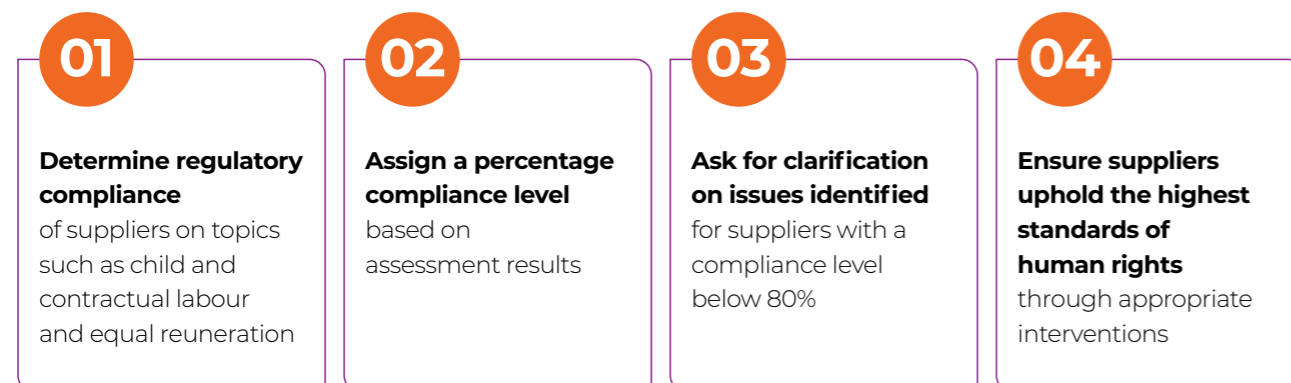 01
Determine regulatory
compliance
of suppliers on topics
such as child and
contractual labour
and equal reuneration
02
Assign a percentage
compliance level
based on
assessment results
03
Ask for clarification
on issues identified
for suppliers with a
compliance level
below 80%
04
Ensure suppliers
uphold the highest
standards of
human rights
through appropriate
interventions